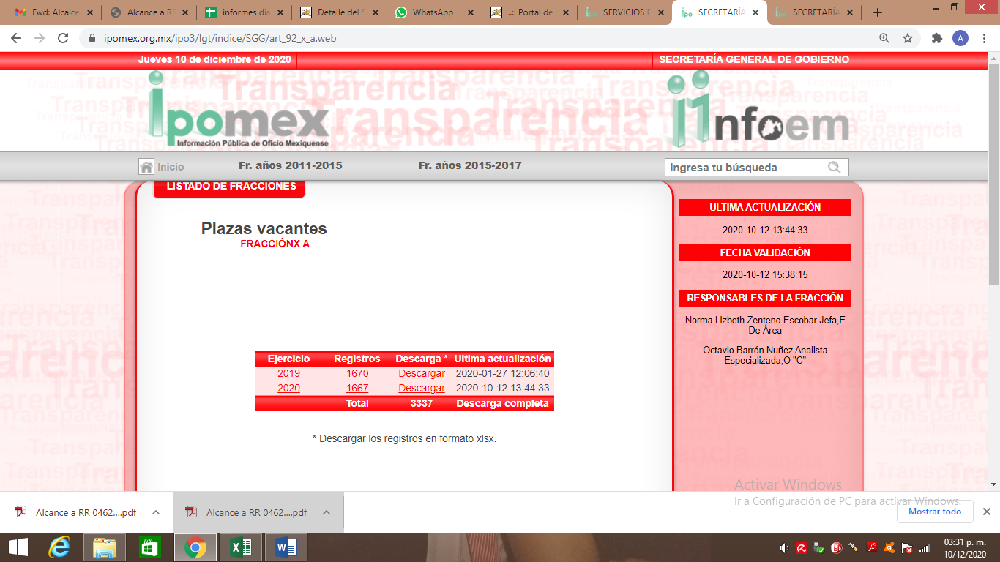 Fwd: Alcalce
Alcance a RR
informes dia
Detalle del S
WhatsApp
..:: Portal de
SERVICIOS E
SECRETARÍA
SECRETARÍA
ipomex.org.mx/ipo3/lgt/indice/SGG/art_92_x_a.web
A
Jueves 10 de diciembre de 2020
SECRETARÍA GENERAL DE GOBIERNO
Transparencia
ipomex
Información Pública de Oficio Mexiquense
infoem
Inicio
Fr. años 2011-2015
Fr. años 2015-2017
Ingresa tu búsqueda
LISTADO DE FRACCIONES
Plazas vacantes
FRACCIÓNX A
Ejercicio Registros Descarga * Ultima actualización
2019 1670 Descargar 2020-01-27 12:06:40
2020 1667 Descargar 2020-10-12 13:44:33
Total 3337 Descarga completa
* Descargar los registros en formato xlsx.
ULTIMA ACTUALIZACIÓN
2020-10-12 13:44:33
FECHA VALIDACIÓN
2020-10-12 15:38:15
RESPONSABLES DE LA FRACCIÓN
Norma Lizbeth Zenteno Escobar Jefa,E
De Área
Octavio Barrón Nuñez Analista
Especializada,O "C"
Activar Windows
Ir a Configuración de PC para activar Windows.
Alcance a RR 0462....pdf
Alcance a RR 0462....pdf
Mostrar todo
03:31 p. m.
10/12/2020